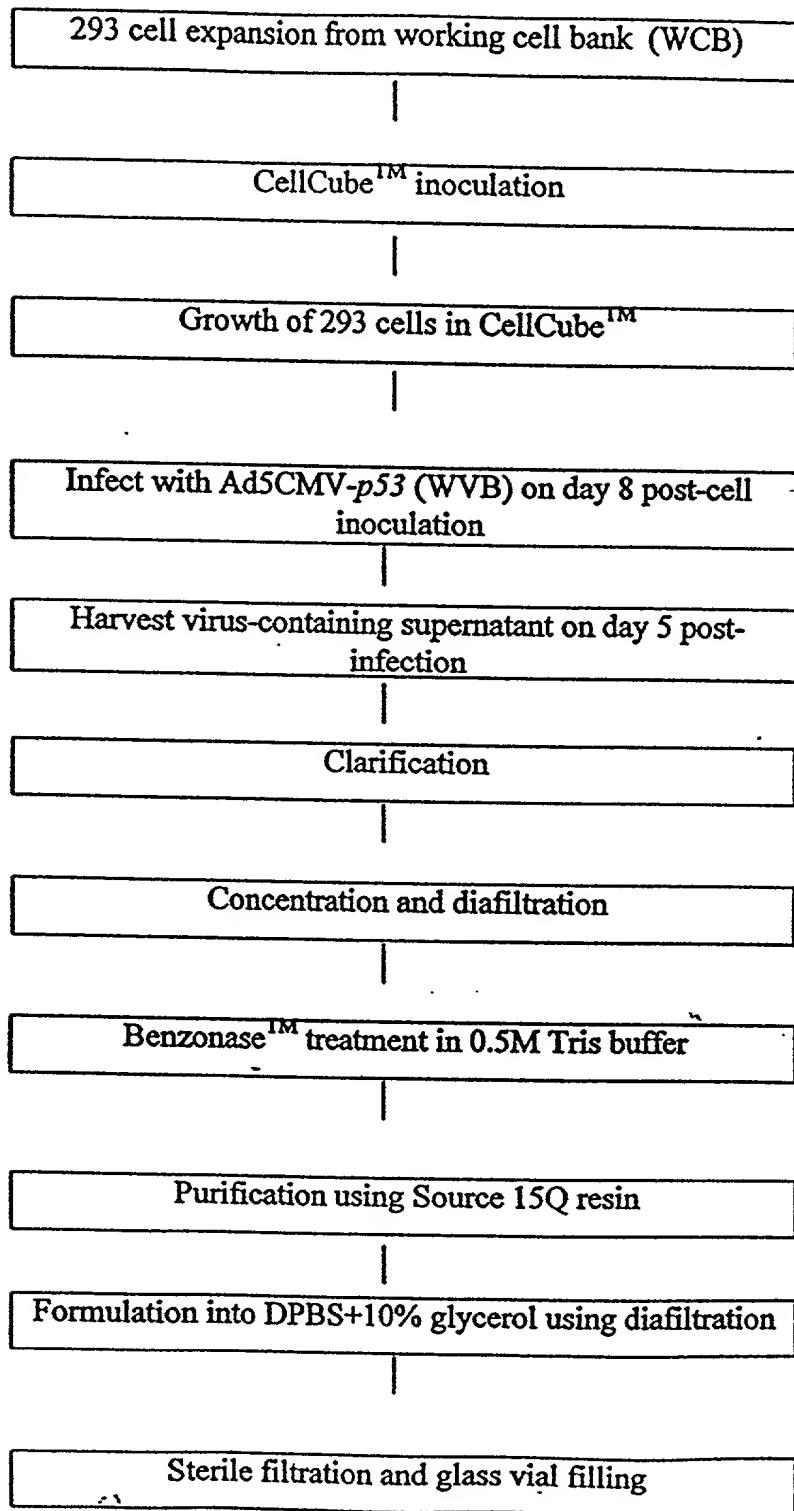 293 cell expansion from working cell bank (WCB)
CellCube™ inoculation
Growth of 293 cells in CellCube™
Infect with Ad5CMV-p53 (WVB) on day 8 post-cell
inoculation
Harvest virus-containing supernatant on day 5 post-
infection
Clarification
Concentration and diafiltration
Benzonase™ treatment in 0.5M Tris buffer
Purification using Source 15Q resin
Formulation into DPBS+10% glycerol using diafiltration
Sterile filtration and glass vial filling